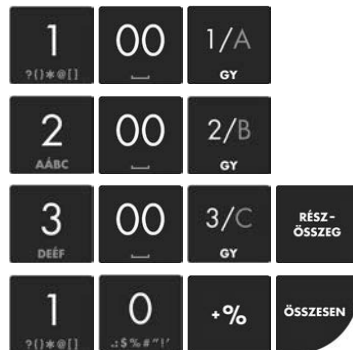 1 00 1/A
?()*@[] GY
2 00 2/B
AÁBC GY
3 00 3/C RÉSZ-
ÖSSZEG
DEÉF GY
1 0 +% ÖSSZESEN
?()*@[] .:$%#"!'